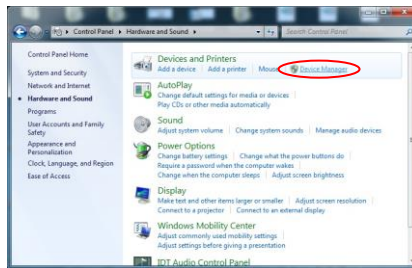 Control Panel ▸ Hardware and Sound ▸ Search Control Panel
Control Panel Home
System and Security
Network and Internet
Hardware and Sound
Programs
User Accounts and Family
Safety
Appearance and
Personalization
Clock, Language, and Region
Ease of Access
Devices and Printers
Add a device | Add a printer | Mouse | Device Manager
AutoPlay
Change default settings for media or devices |
Play CDs or other media automatically
Sound
Adjust system volume | Change system sounds | Manage audio devices
Power Options
Change battery settings | Change what the power buttons do |
Require a password when the computer wakes |
Change when the computer sleeps | Adjust screen brightness
Display
Make text and other items larger or smaller | Adjust screen resolution |
Connect to a projector | Connect to an external display
Windows Mobility Center
Adjust commonly used mobility settings |
Adjust settings before giving a presentation
IDT Audio Control Panel